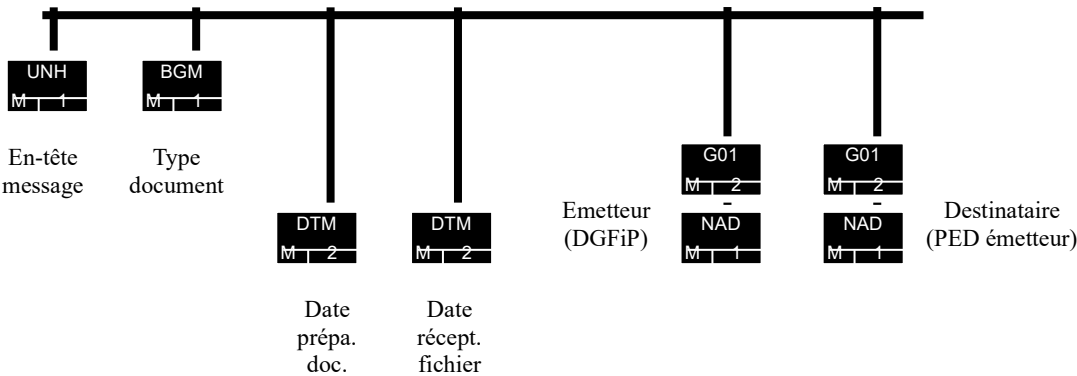 UNH
M 1
En-tête
message
BGM
M 1
Type
document
DTM
M 2
Date
prépa.
doc.
DTM
M 2
Date
récept.
fichier
Emetteur
(DGFiP)
G01
M 2
NAD
M 1
G01
M 2
NAD
M 1
Destinataire
(PED émetteur)